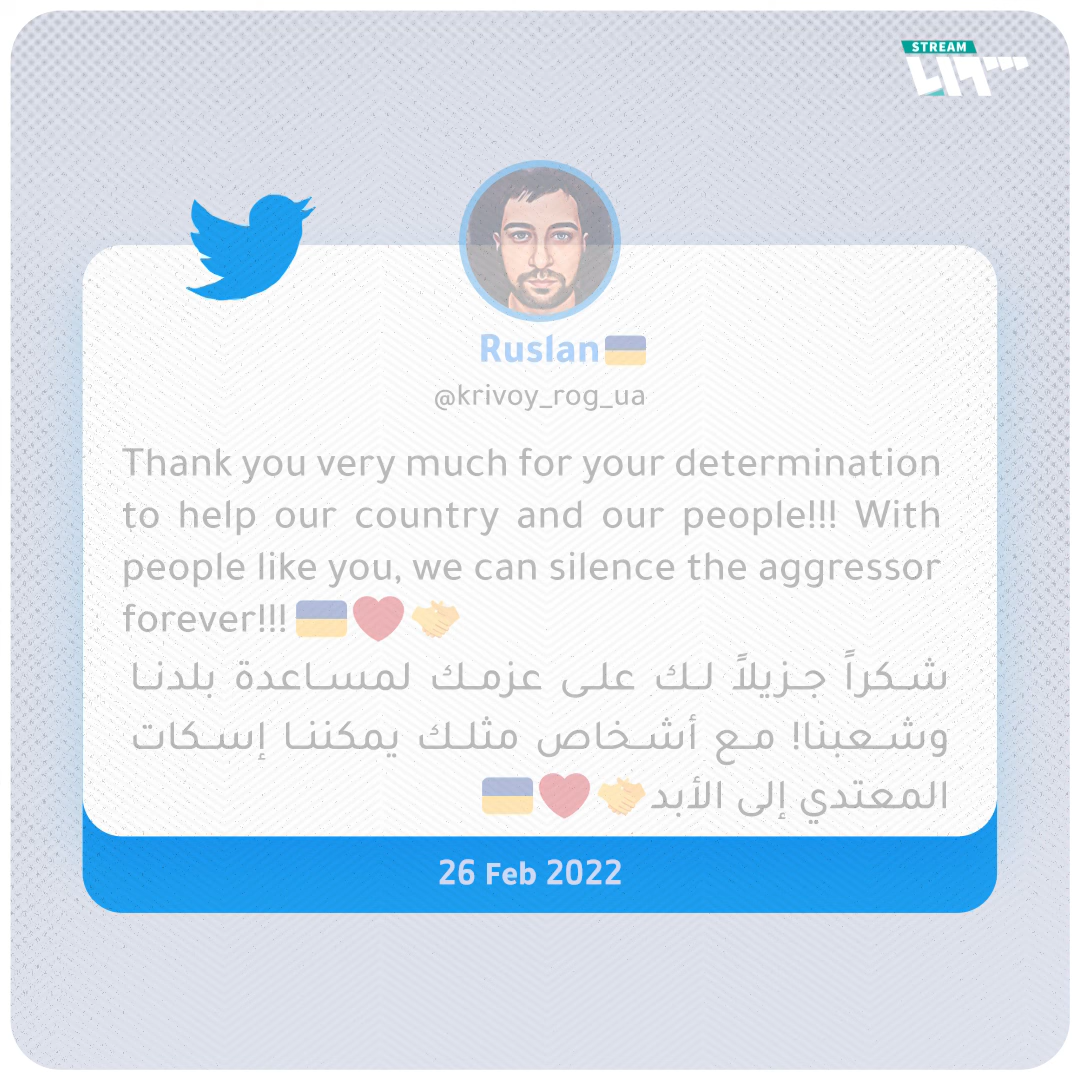 STREAM
Ruslan🇺🇦
@krivoy_rog_ua
Thank you very much for your determination
to help our country and our people!!! With
people like you, we can silence the aggressor
forever!!! 🇺🇦❤️🤝
شكراً جزيلاً لك على عزمك لمساعدة بلدنا
وشعبنا! مع أشخاص مثلك يمكننا إسكات
المعتدي إلى الأبد🤝❤️🇺🇦
26 Feb 2022